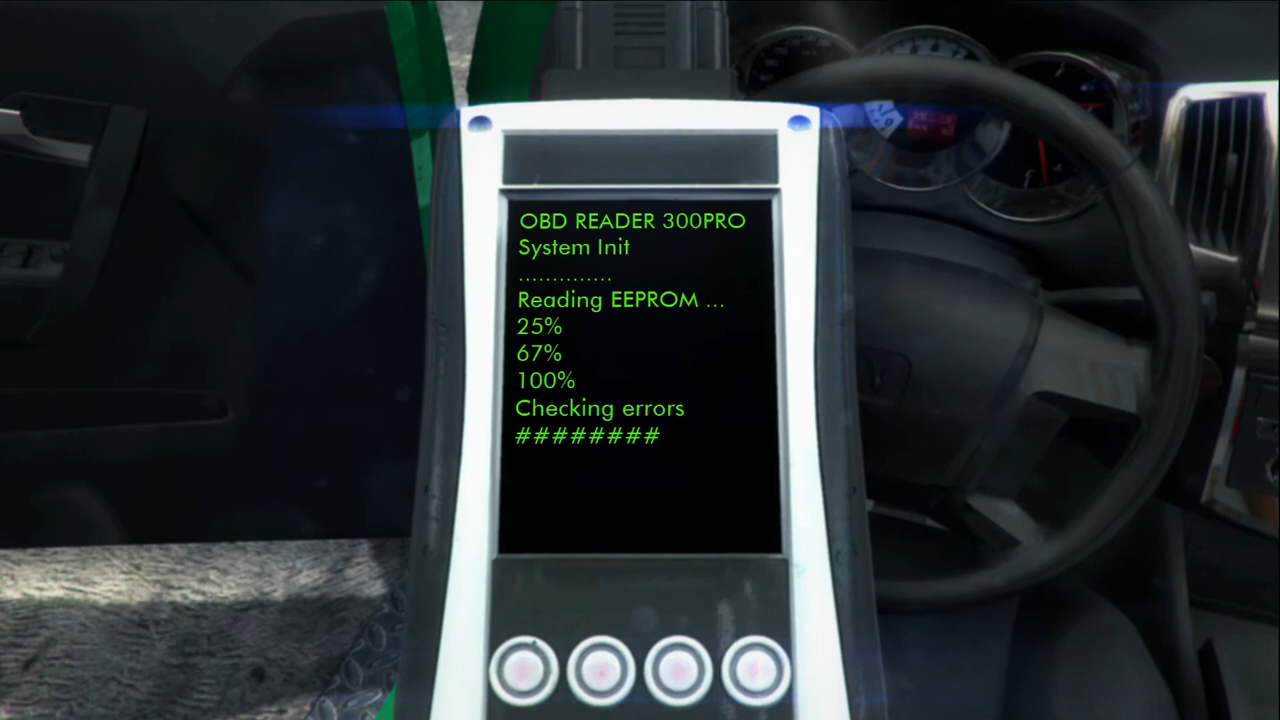 OBD READER 300PRO
System Init
..............
Reading EEPROM ...
25%
67%
100%
Checking errors
########